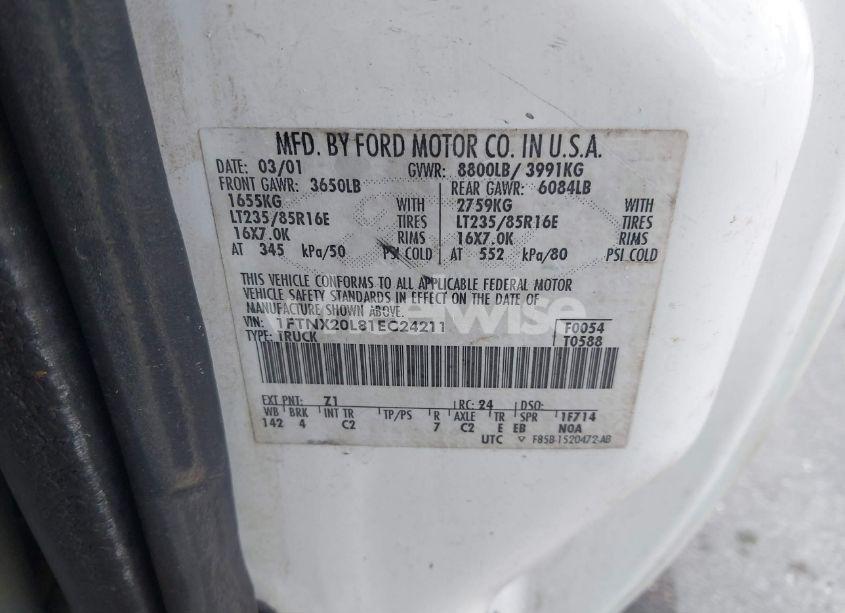 MFD. BY FORD MOTOR CO. IN U.S.A.
DATE: 03/01 GVWR: 8800LB/ 3991KG
FRONT GAWR: 3650LB REAR GAWR: 6084LB
1655KG WITH 2759KG WITH
LT235/85R16E TIRES LT235/85R16E TIRES
16X7.0K RIMS 16X7.0K RIMS
AT 345 kPa/50 PSI COLD AT 552 kPa/80 PSI COLD
THIS VEHICLE CONFORMS TO ALL APPLICABLE FEDERAL MOTOR
VEHICLE SAFETY STANDARDS IN EFFECT ON THE DATE OF
MANUFACTURE SHOWN ABOVE.
VIN: 1FTNX20L81EC24211 F0054
TYPE: TRUCK T0588
EXT PNT: Z1 RC: 24 DSO:
WB BRK INT TR TP/PS R AXLE TR SPR 1F714
142 4 C2 7 C2 E EB N0A
UTC ▽ F85B-1520472-AB